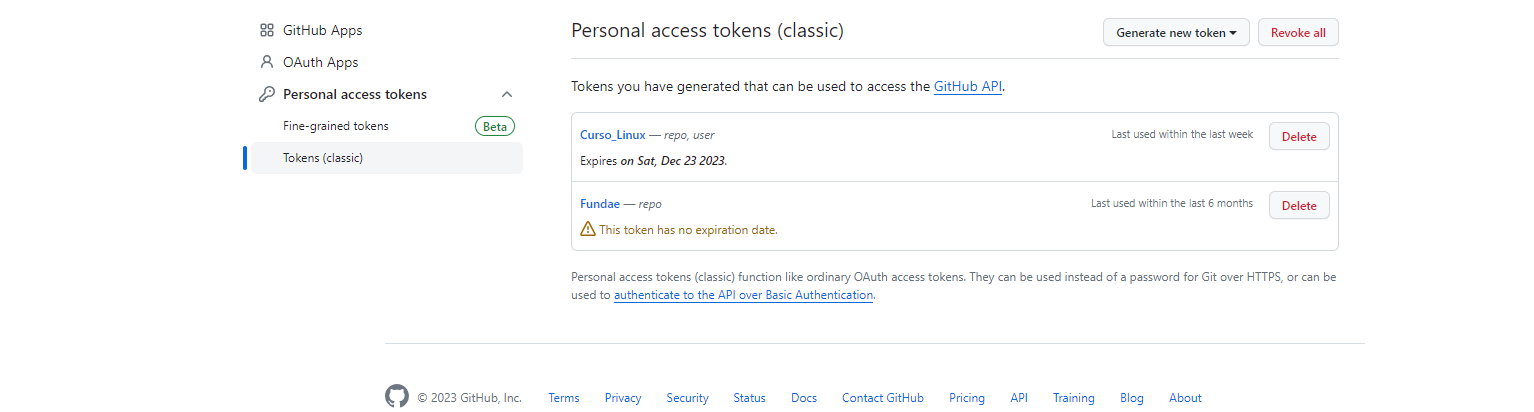 GitHub Apps
OAuth Apps
Personal access tokens
Fine-grained tokens Beta
Tokens (classic)
Personal access tokens (classic) Generate new token Revoke all
Tokens you have generated that can be used to access the GitHub API.
Curso_Linux — repo, user Last used within the last week Delete
Expires on Sat, Dec 23 2023.
Fundae — repo Last used within the last 6 months Delete
This token has no expiration date.
Personal access tokens (classic) function like ordinary OAuth access tokens. They can be used instead of a password for Git over HTTPS, or can be
used to authenticate to the API over Basic Authentication.
© 2023 GitHub, Inc. Terms Privacy Security Status Docs Contact GitHub Pricing API Training Blog About